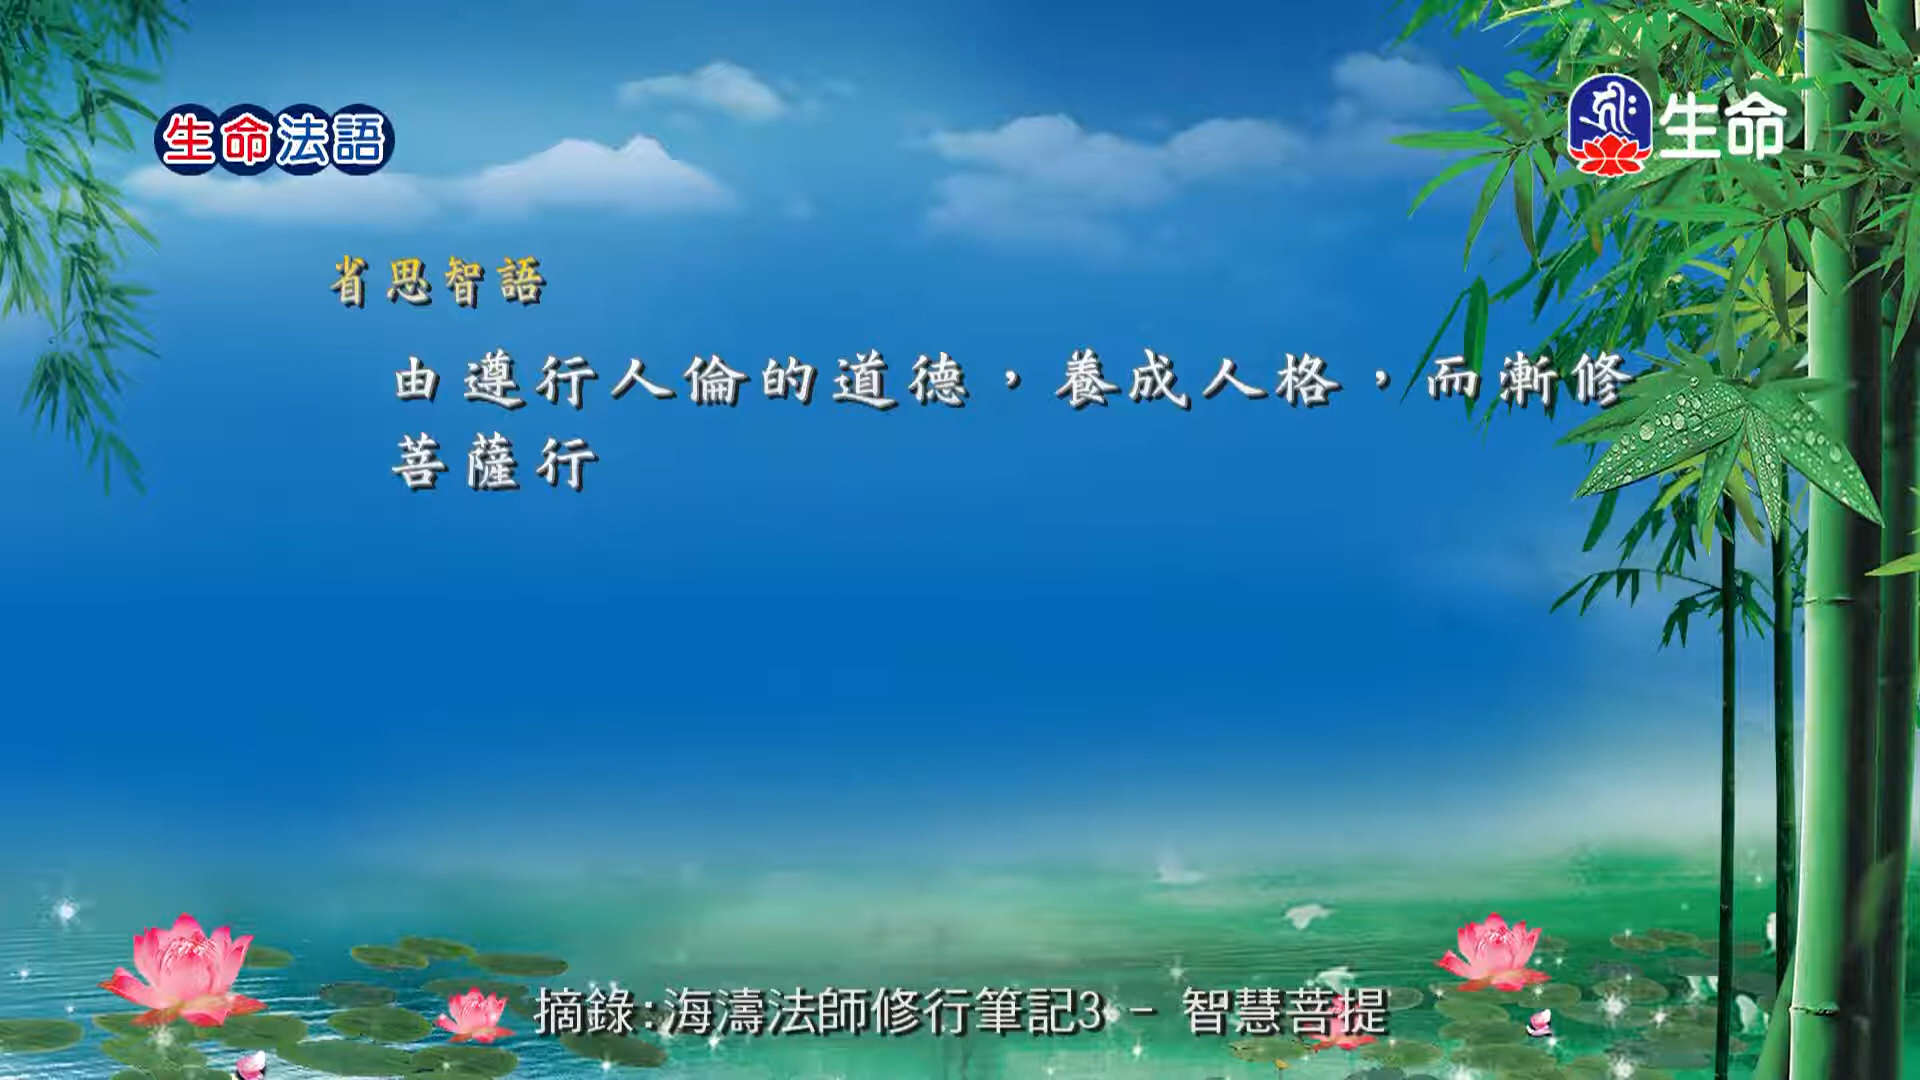 生命法語
生命
省思智語
由遵行人倫的道德，養成人格，而漸修
菩薩行
摘錄:海濤法師修行筆記3 - 智慧菩提